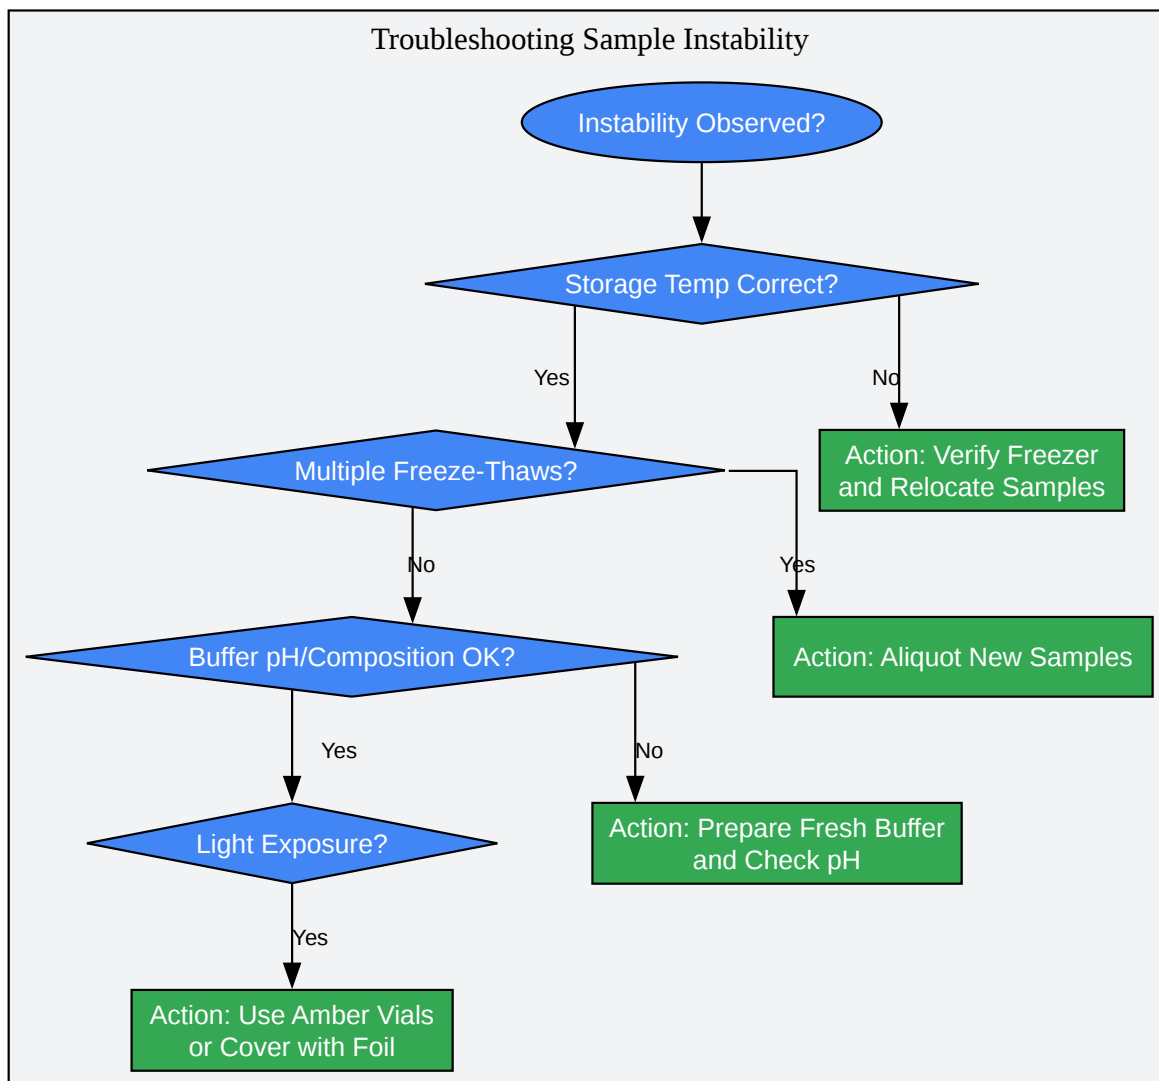 Troubleshooting Sample Instability
Instability Observed?
Storage Temp Correct?
Yes
No
Action: Verify Freezer
and Relocate Samples
Multiple Freeze-Thaws?
No
Yes
Buffer pH/Composition OK?
Action: Aliquot New Samples
Yes
No
Light Exposure?
Action: Prepare Fresh Buffer
and Check pH
Yes
Action: Use Amber Vials
or Cover with Foil